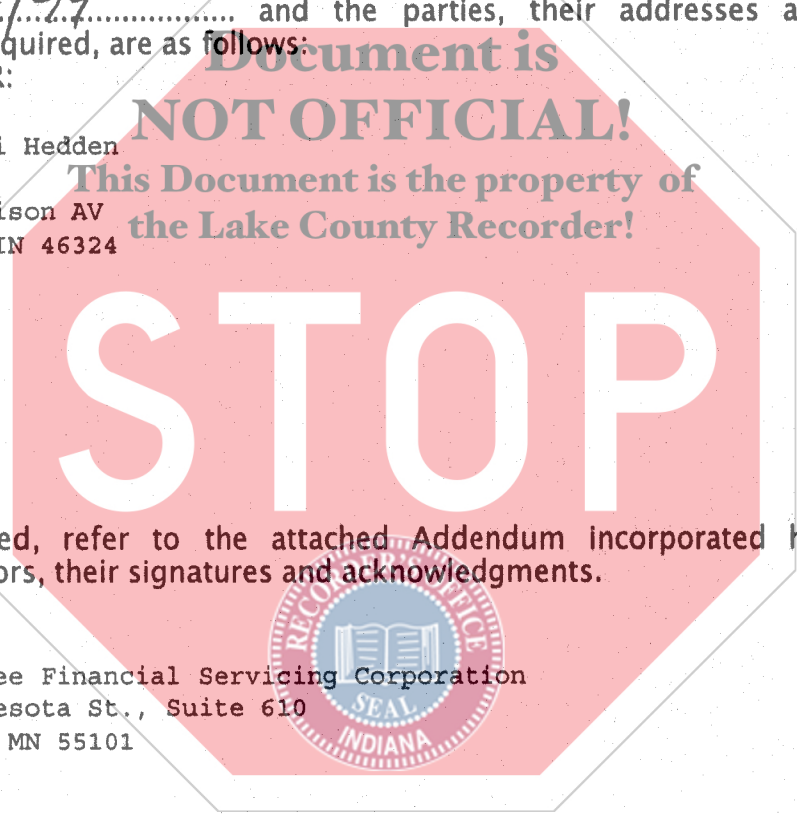 /97 and the parties, their addresses a
quired, are as follows:
R:
Document is
NOT OFFICIAL!
i Hedden
This Document is the property of
ison AV
the Lake County Recorder!
IN 46324
STOP
ed, refer to the attached Addendum incorporated h
ors, their signatures and acknowledgments.
RECORDER'S OFFICE
SEAL
INDIANA
ee Financial Servicing Corporation
esota St., Suite 610
MN 55101